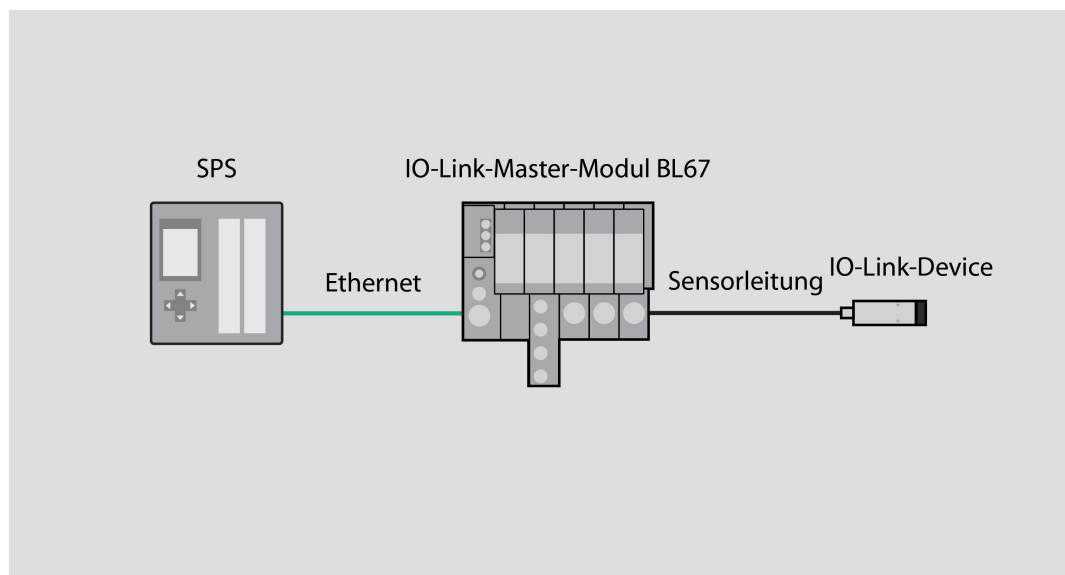 SPS
IO-Link-Master-Modul BL67
Ethernet
Sensorleitung
IO-Link-Device